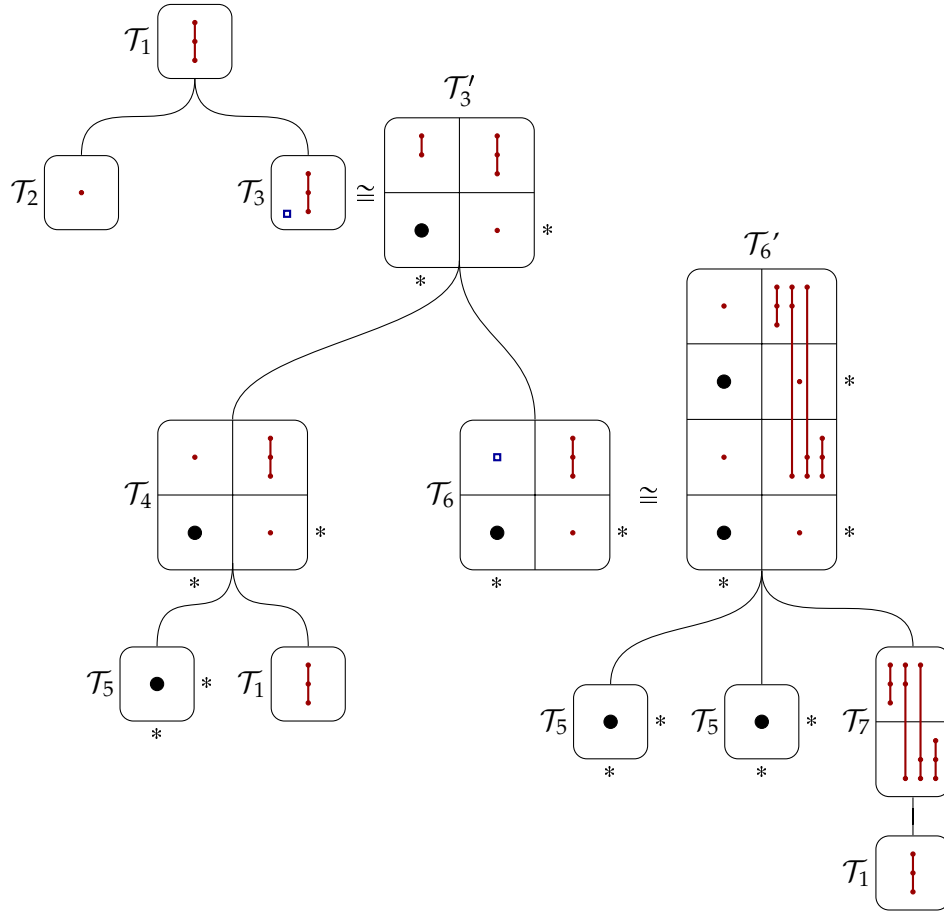 𝒯₁
𝒯₃′
𝒯₂
𝒯₃ ≅
*
*
𝒯₆′
*
𝒯₄
𝒯₆ ≅
*
*
*
*
*
*
𝒯₅ *
𝒯₁
*
𝒯₅ *
𝒯₅ *
𝒯₇
*
*
𝒯₁